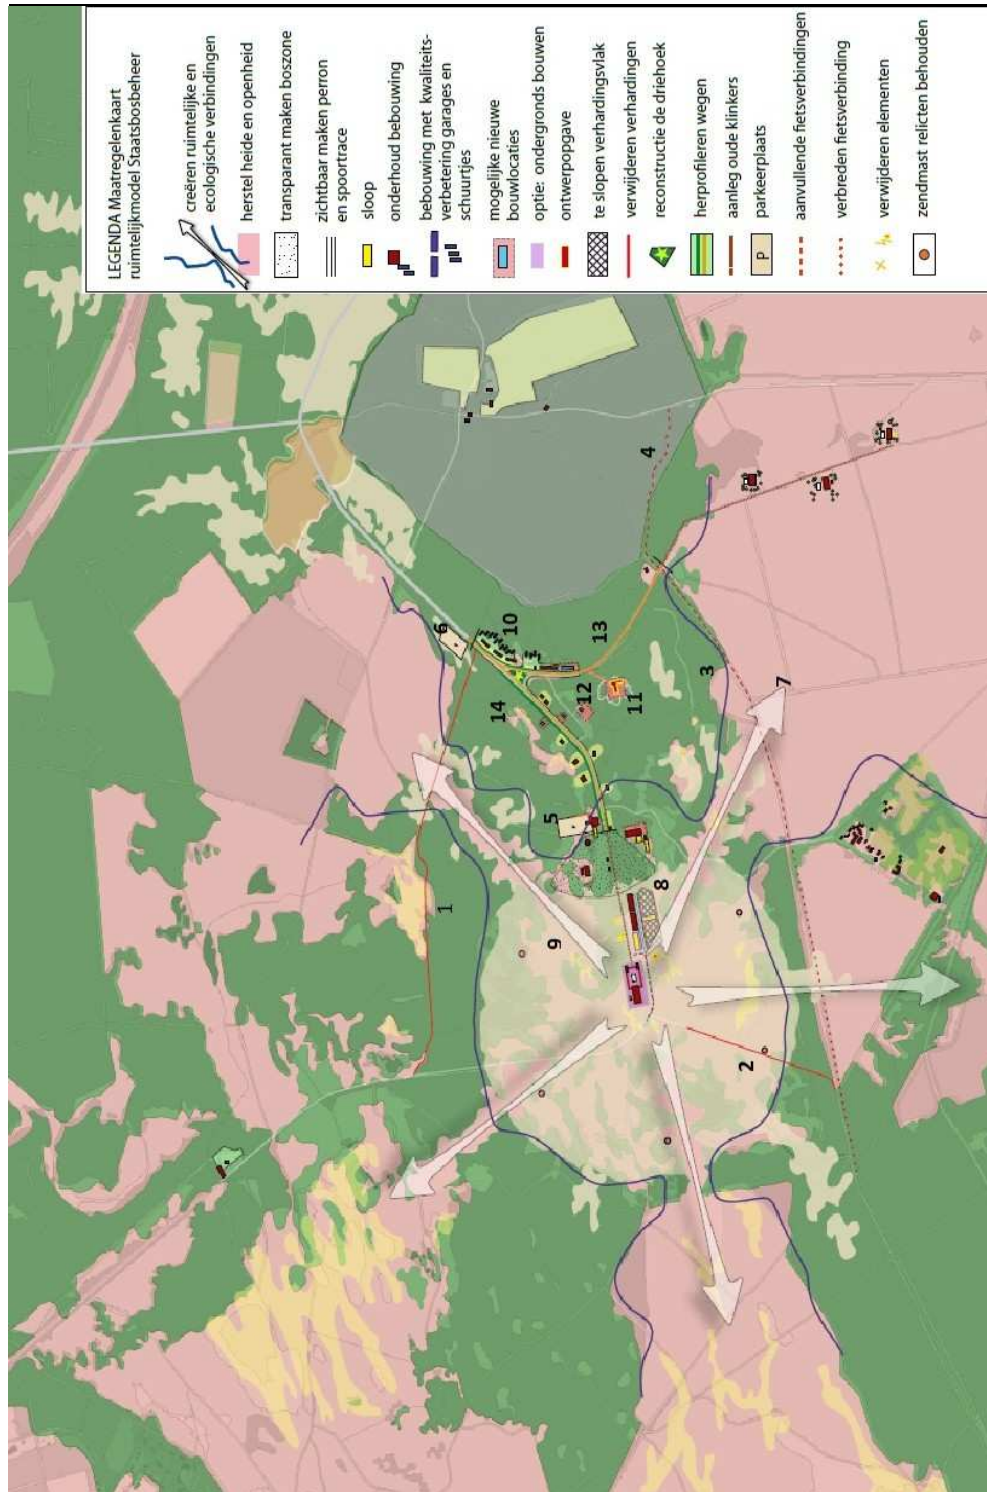 LEGENDA Maatregelenkaart
ruimtelijkmodel Staatsbosbeheer
creëren ruimtelijke en
ecologische verbindingen
herstel heide en openheid
transparant maken boszone
zichtbaar maken perron
en spoortrace
sloop
onderhoud bebouwing
bebouwing met kwaliteits-
verbetering garages en
schuurtjes
mogelijke nieuwe
bouwlocaties
optie: ondergronds bouwen
ontwerpopgave
te slopen verhardingsvlak
verwijderen verhardingen
reconstructie de driehoek
herprofileren wegen
aanleg oude klinkers
P
parkeerplaats
aanvullende fietsverbindingen
verbreden fietsverbinding
verwijderen elementen
zendmast relicten behouden
6
10
14
13
12
11
4
3
7
5
8
9
1
2